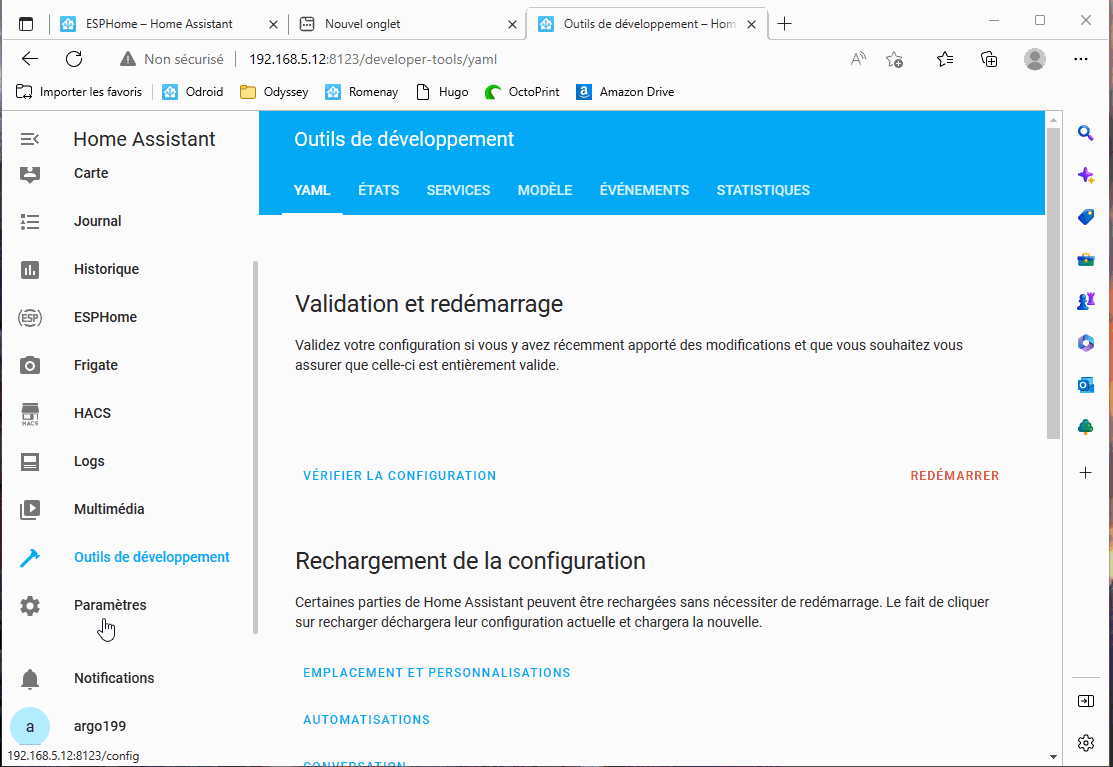 ESPHome – Home Assistant
Nouvel onglet
Outils de développement – Hom
Non sécurisé
192.168.5.12:8123/developer-tools/yaml
Importer les favoris
Odroid
Odyssey
Romenay
Hugo
OctoPrint
Amazon Drive
Home Assistant
Carte
Journal
Historique
ESP
ESPHome
Frigate
HACS
HACS
Logs
Multimédia
Outils de développement
Paramètres
Notifications
a
argo199
192.168.5.12:8123/config
Outils de développement
YAML
ÉTATS
SERVICES
MODÈLE
ÉVÉNEMENTS
STATISTIQUES
Validation et redémarrage
Validez votre configuration si vous y avez récemment apporté des modifications et que vous souhaitez vous
assurer que celle-ci est entièrement valide.
VÉRIFIER LA CONFIGURATION
REDÉMARRER
Rechargement de la configuration
Certaines parties de Home Assistant peuvent être rechargées sans nécessiter de redémarrage. Le fait de cliquer
sur recharger déchargera leur configuration actuelle et chargera la nouvelle.
EMPLACEMENT ET PERSONNALISATIONS
AUTOMATISATIONS
CONVERSATION